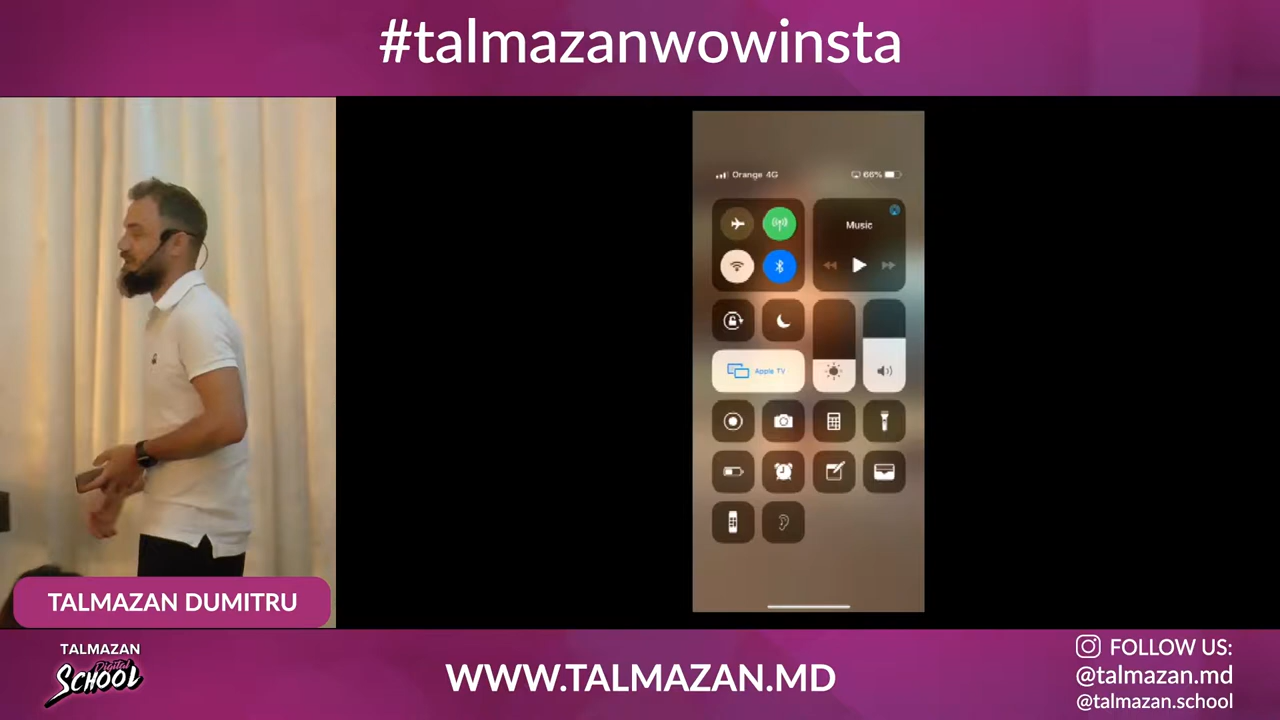 #talmazanwowinsta
Orange 4G
66%
Music
Apple TV
TALMAZAN DUMITRU
TALMAZAN
Digital
SCHOOL
WWW.TALMAZAN.MD
FOLLOW US:
@talmazan.md
@talmazan.school